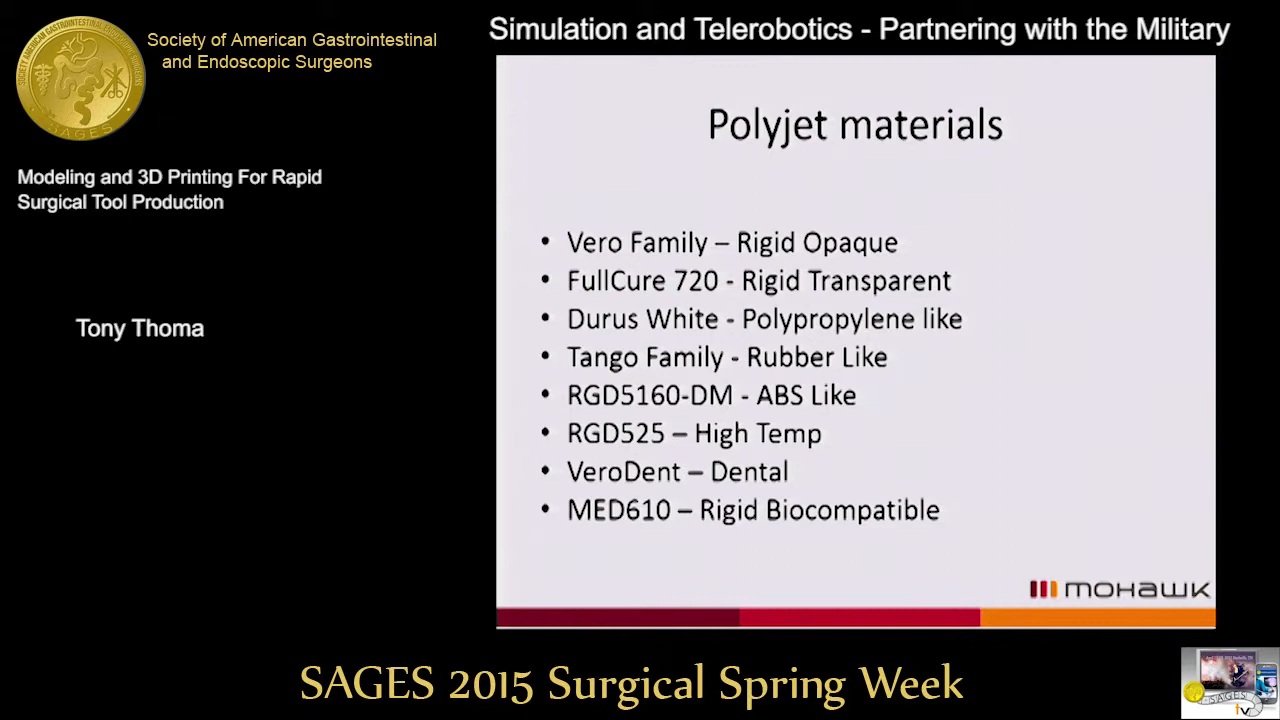 Society of American Gastrointestinal
and Endoscopic Surgeons
SAGES
Simulation and Telerobotics - Partnering with the Military
Modeling and 3D Printing For Rapid
Surgical Tool Production
Tony Thoma
Polyjet materials
• Vero Family – Rigid Opaque
• FullCure 720 - Rigid Transparent
• Durus White - Polypropylene like
• Tango Family - Rubber Like
• RGD5160-DM - ABS Like
• RGD525 – High Temp
• VeroDent – Dental
• MED610 – Rigid Biocompatible
mohawk
SAGES 2015 Surgical Spring Week
SAGES
tv